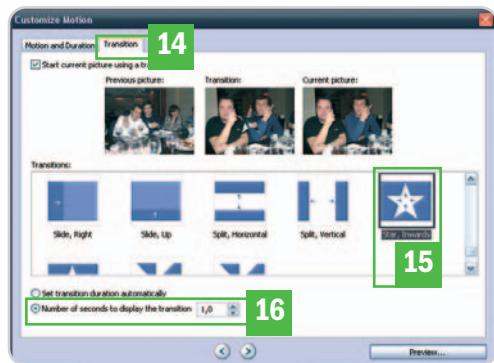 Customize Motion
Motion and Duration Transition 14
Start current picture using a tra
Previous picture: Transition: Current picture:
Transitions:
Slide, Right Slide, Up Split, Horizontal Split, Vertical Star, Inwards
15
Set transition duration automatically
Number of seconds to display the transition 1,0 16
Preview...